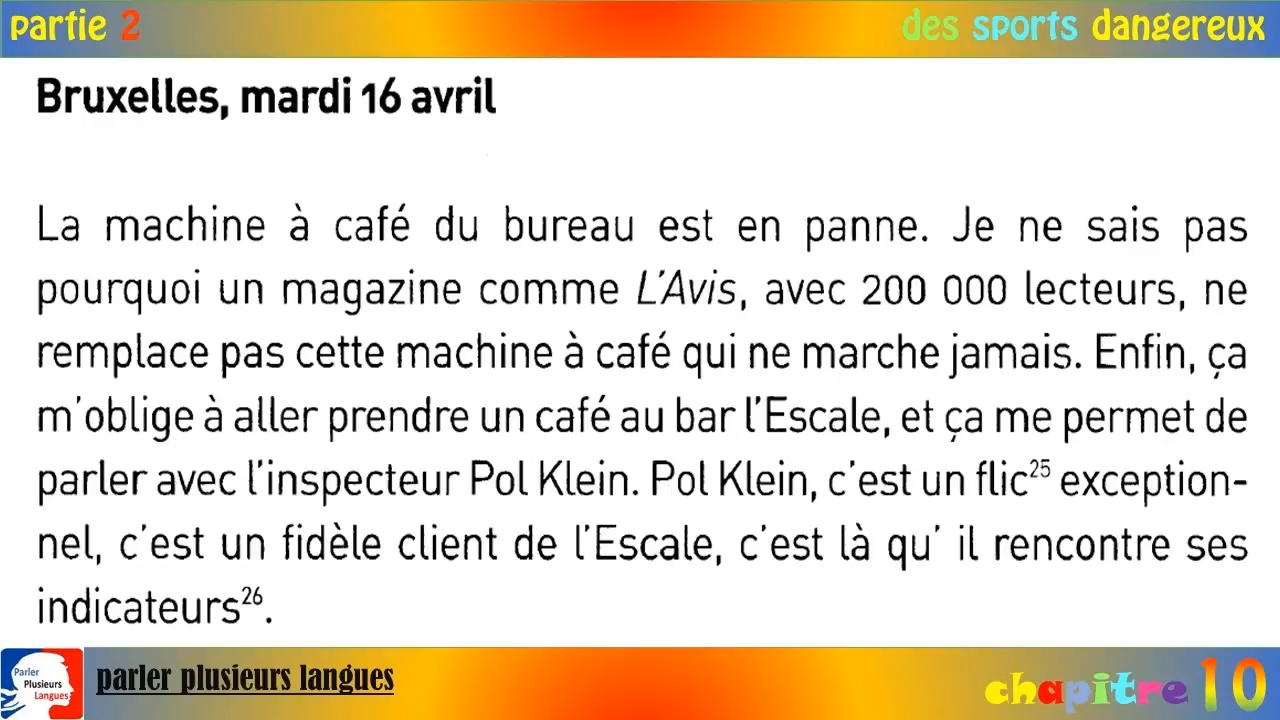 partie 2
des sports dangereux
Bruxelles, mardi 16 avril
La machine à café du bureau est en panne. Je ne sais pas
pourquoi un magazine comme L'Avis, avec 200 000 lecteurs, ne
remplace pas cette machine à café qui ne marche jamais. Enfin, ça
m'oblige à aller prendre un café au bar l'Escale, et ça me permet de
parler avec l'inspecteur Pol Klein. Pol Klein, c'est un flic25 exception-
nel, c'est un fidèle client de l'Escale, c'est là qu' il rencontre ses
indicateurs26.
Parler
Plusieurs
Langues
parler plusieurs langues
chapitre 10